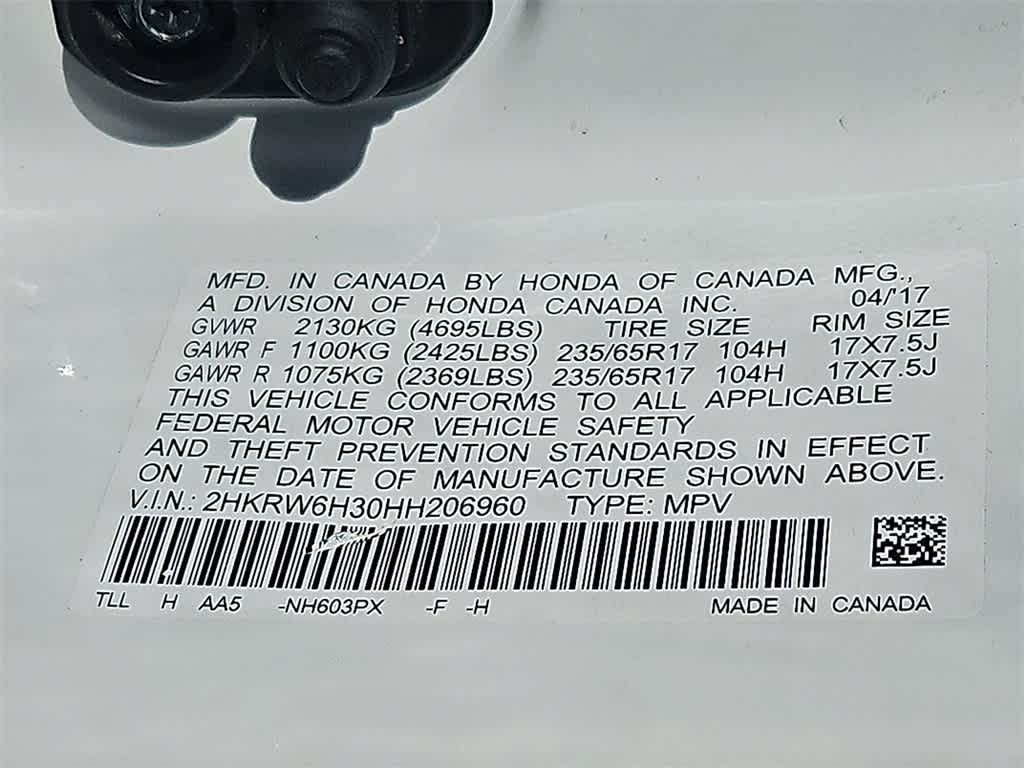 MFD. IN CANADA BY HONDA OF CANADA MFG.,
A DIVISION OF HONDA CANADA INC. 04/'17
GVWR 2130KG (4695LBS) TIRE SIZE RIM SIZE
GAWR F 1100KG (2425LBS) 235/65R17 104H 17X7.5J
GAWR R 1075KG (2369LBS) 235/65R17 104H 17X7.5J
THIS VEHICLE CONFORMS TO ALL APPLICABLE
FEDERAL MOTOR VEHICLE SAFETY
AND THEFT PREVENTION STANDARDS IN EFFECT
ON THE DATE OF MANUFACTURE SHOWN ABOVE.
V.I.N.: 2HKRW6H30HH206960 TYPE: MPV
TLL H AA5 -NH603PX -F -H MADE IN CANADA